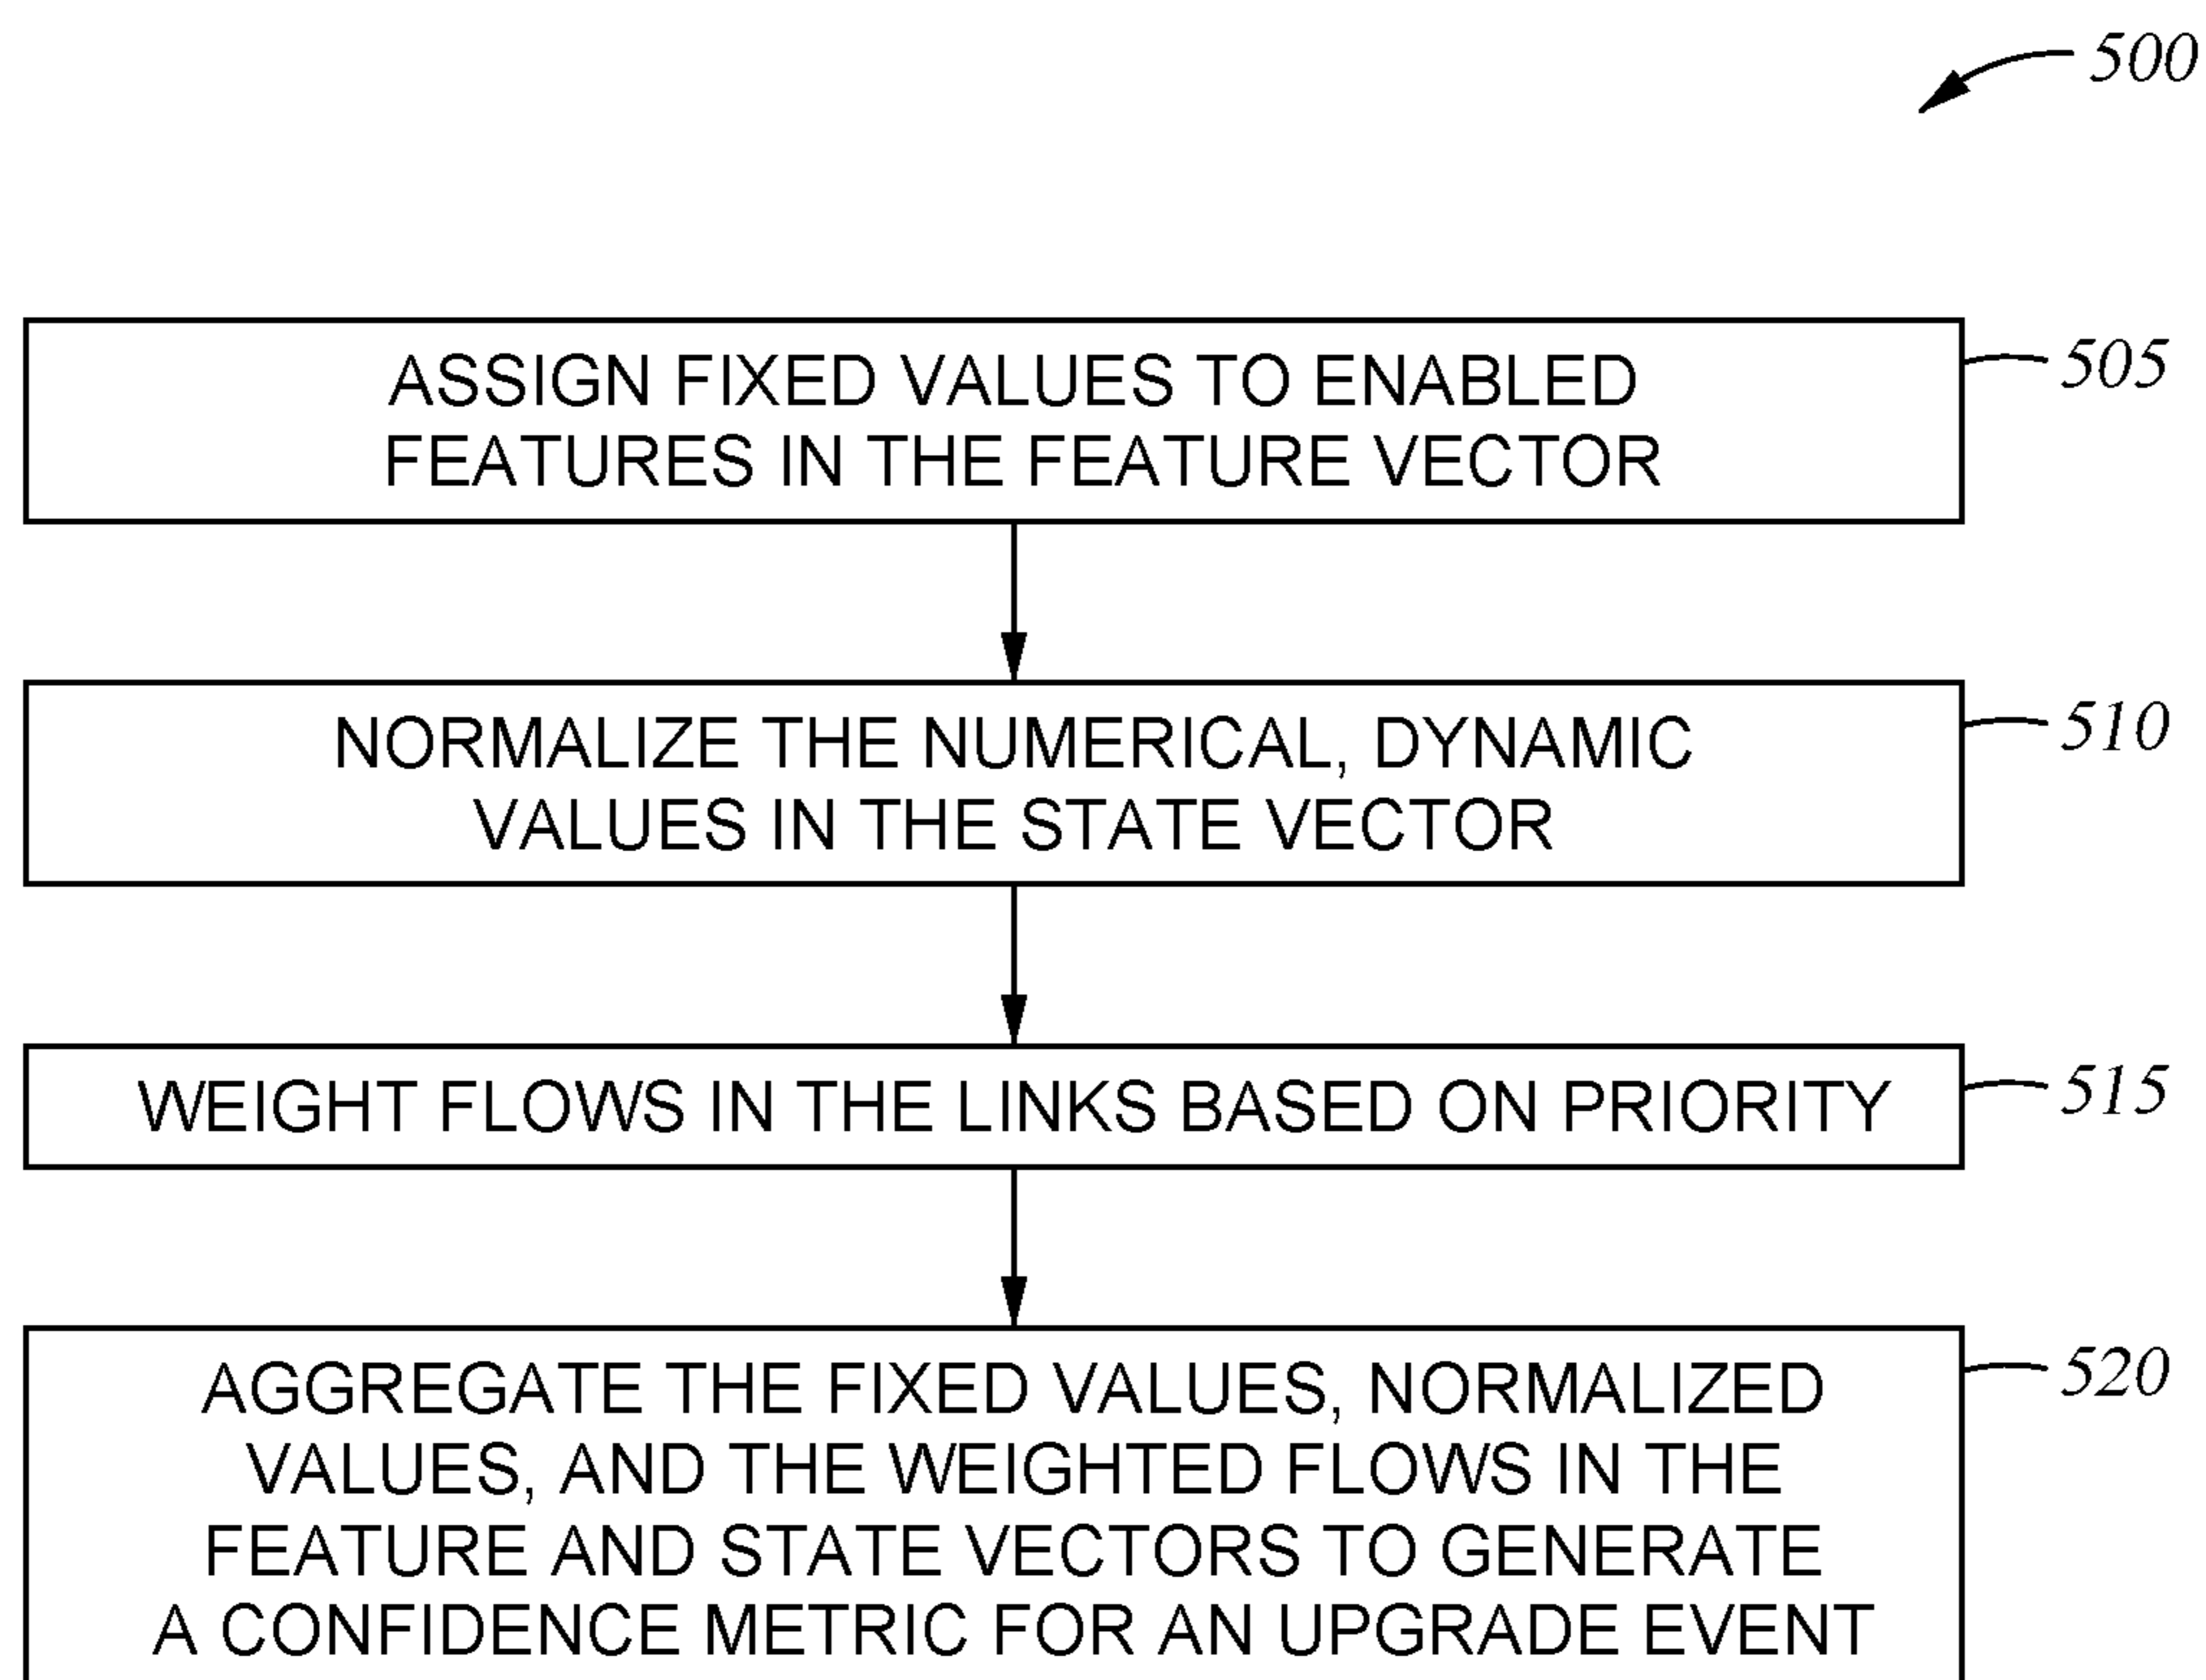 500
ASSIGN FIXED VALUES TO ENABLED
FEATURES IN THE FEATURE VECTOR
505
NORMALIZE THE NUMERICAL, DYNAMIC
VALUES IN THE STATE VECTOR
510
WEIGHT FLOWS IN THE LINKS BASED ON PRIORITY
515
AGGREGATE THE FIXED VALUES, NORMALIZED
VALUES, AND THE WEIGHTED FLOWS IN THE
FEATURE AND STATE VECTORS TO GENERATE
A CONFIDENCE METRIC FOR AN UPGRADE EVENT
520